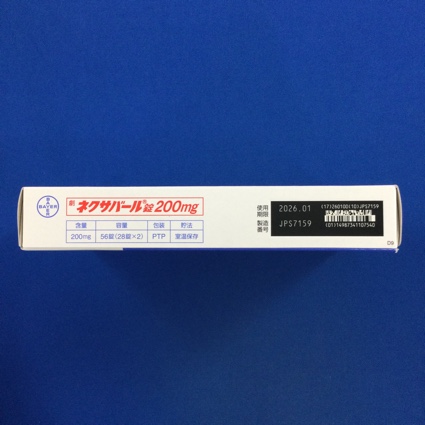 BAYER
劇 ネクサバール®錠200mg
含量 容量 包装 貯法
200mg 56錠(28錠×2) PTP 室温保存
使用期限 2026.01
製造番号 JPS7159
(17)260100(10)JPS7159
(01)14987341107540
D9